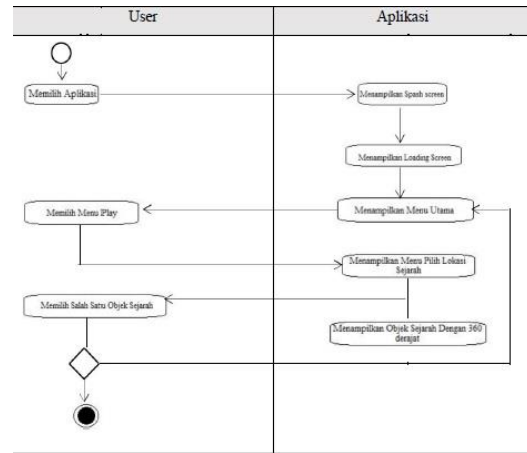 User
Aplikasi
Memilih Aplikasi
Menampilkan Spash screen
Menampilkan Loading Screen
Memilih Menu Play
Menampilkan Menu Utama
Menampilkan Menu Pilih Lokasi
Sejarah
Memilih Salah Satu Objek Sejarah
Menampilkan Objek Sejarah Dengan 360
derajat